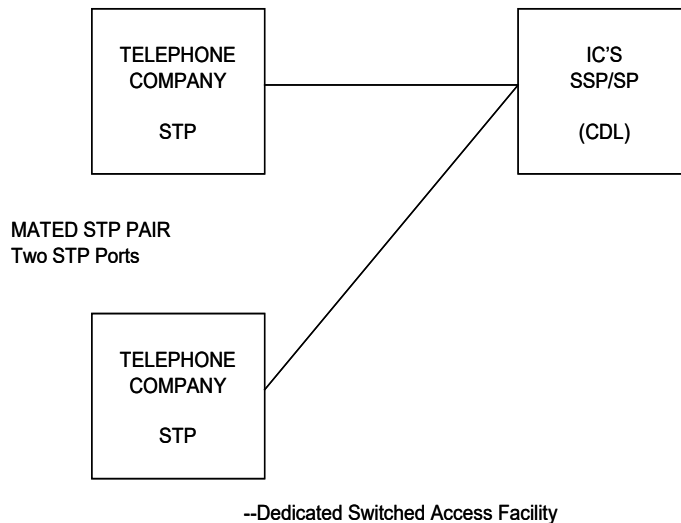 TELEPHONE
COMPANY
STP
IC'S
SSP/SP
(CDL)
MATED STP PAIR
Two STP Ports
TELEPHONE
COMPANY
STP
--Dedicated Switched Access Facility